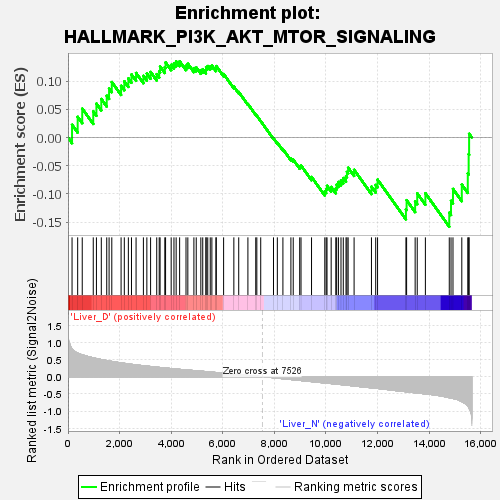 Enrichment plot:
HALLMARK_PI3K_AKT_MTOR_SIGNALING
Enrichment score (ES)
0.10
0.05
0.00
-0.05
-0.10
-0.15
'Liver_D' (positively correlated)
Ranked list metric (Signal2Noise)
1.5
1.0
0.5
0.0
-0.5
-1.0
-1.5
Zero cross at 7526
'Liver_N' (negatively correlated)
0
2,000
4,000
6,000
8,000
10,000
12,000
14,000
16,000
Rank in Ordered Dataset
Enrichment profile
Hits
Ranking metric scores